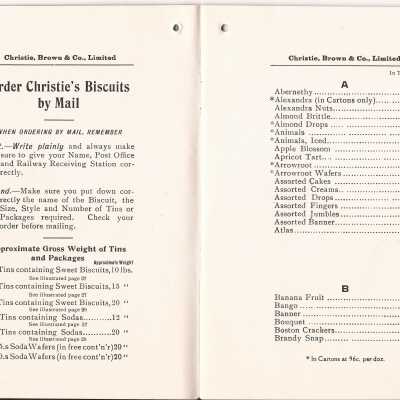 Christie, Brown & Co., Limited
rder Christie's Biscuits
by Mail
WHEN ORDERING BY MAIL, REMEMBER
t.—Write plainly and always make
sure to give your Name, Post Office
and Railway Receiving Station cor-
rectly.
nd.—Make sure you put down cor-
rectly the name of the Biscuit, the
Size, Style and Number of Tins or
Packages required. Check your
order before mailing.
pproximate Gross Weight of Tins
and Packages
Approximate Weight
Tins containing Sweet Biscuits, 10 lbs.
See illustrated page
Tins containing Sweet Biscuits, 15 "
See illustrated page
Tins containing Sweet Biscuits, 20 "
See illustrated page
Tins containing Sodas..........12 "
See illustrated page
Tins containing Sodas..........20 "
See illustrated page
Soda Wafers (in free cont'n'r) 20 "
Soda Wafers (in free cont'n'r) 20 "
Christie, Brown & Co., Limited
In T
A
Abernethy
*Alexandra (in Cartons only)
Alexandra Nuts
Almond Brittle
*Almond Drops
*Animals
*Animals, Iced
Apple Blossom
Apricot Tart
*Arrowroot
*Arrowroot Wafers
Assorted Cakes
Assorted Creams
Assorted Drops
Assorted Fingers
Assorted Jumbles
Assorted Banner
Atlas
B
Banana Fruit
Bango
Banner
Bouquet
Boston Crackers
Brandy Snap
*In Cartons at 96c. per doz.